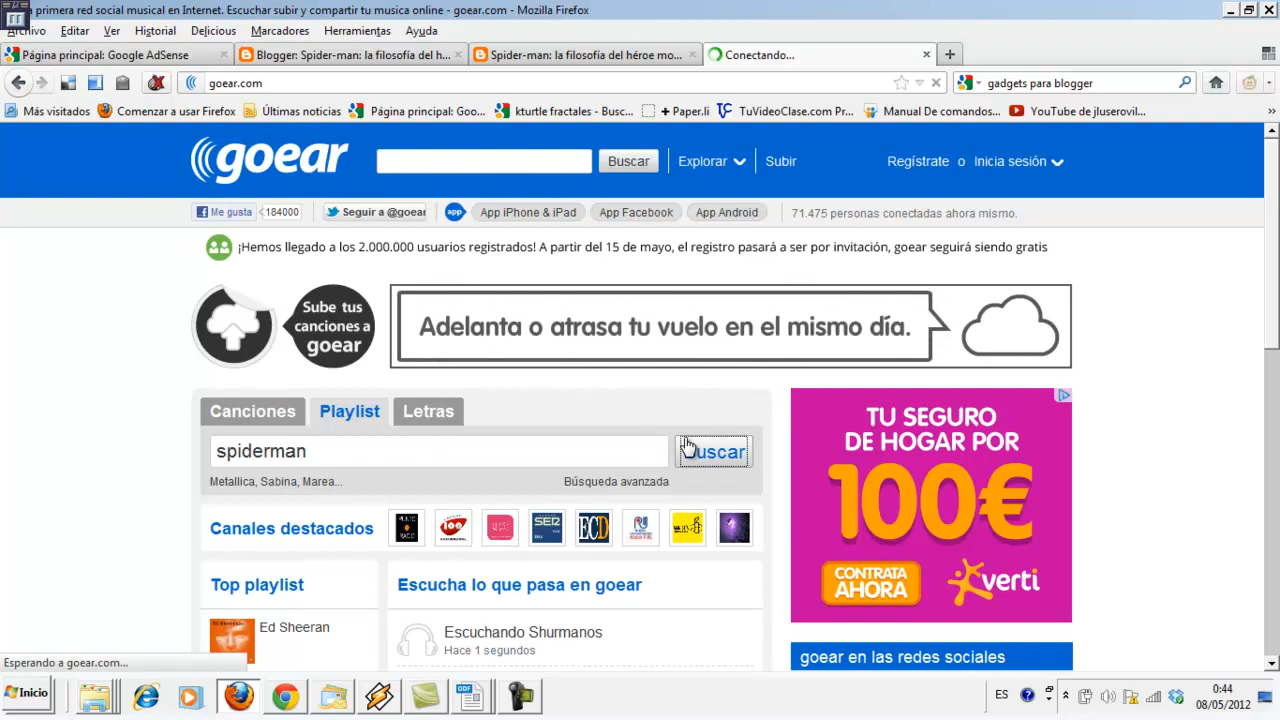 a primera red social musical en Internet. Escuchar subir y compartir tu musica online - goear.com - Mozilla Firefox
Archivo Editar Ver Historial Delicious Marcadores Herramientas Ayuda
Página principal: Google AdSense Blogger: Spider-man: la filosofía del h... Spider-man: la filosofía del héroe mo... Conectando...
goear.com gadgets para blogger
Más visitados Comenzar a usar Firefox Últimas noticias Página principal: Goo... kturtle fractales - Busc... + Paper.li TuVideoClase.com Pr... Manual De comandos... YouTube de jluserovil...
goear Buscar Explorar Subir Regístrate o Inicia sesión
Me gusta 184000 Seguir a @goear app App iPhone & iPad App Facebook App Android 71.475 personas conectadas ahora mismo.
¡Hemos llegado a los 2.000.000 usuarios registrados! A partir del 15 de mayo, el registro pasará a ser por invitación, goear seguirá siendo gratis
Sube tus
canciones a
goear
Adelanta o atrasa tu vuelo en el mismo día.
Canciones Playlist Letras
spiderman Buscar
Metallica, Sabina, Marea... Búsqueda avanzada
Canales destacados
SER ECD
Top playlist
Ed Sheeran
Escucha lo que pasa en goear
Escuchando Shurmanos
Hace 1 segundos
TU SEGURO
DE HOGAR POR
100€
CONTRATA
AHORA
verti
goear en las redes sociales
Esperando a goear.com...
Inicio ES 0:44
08/05/2012